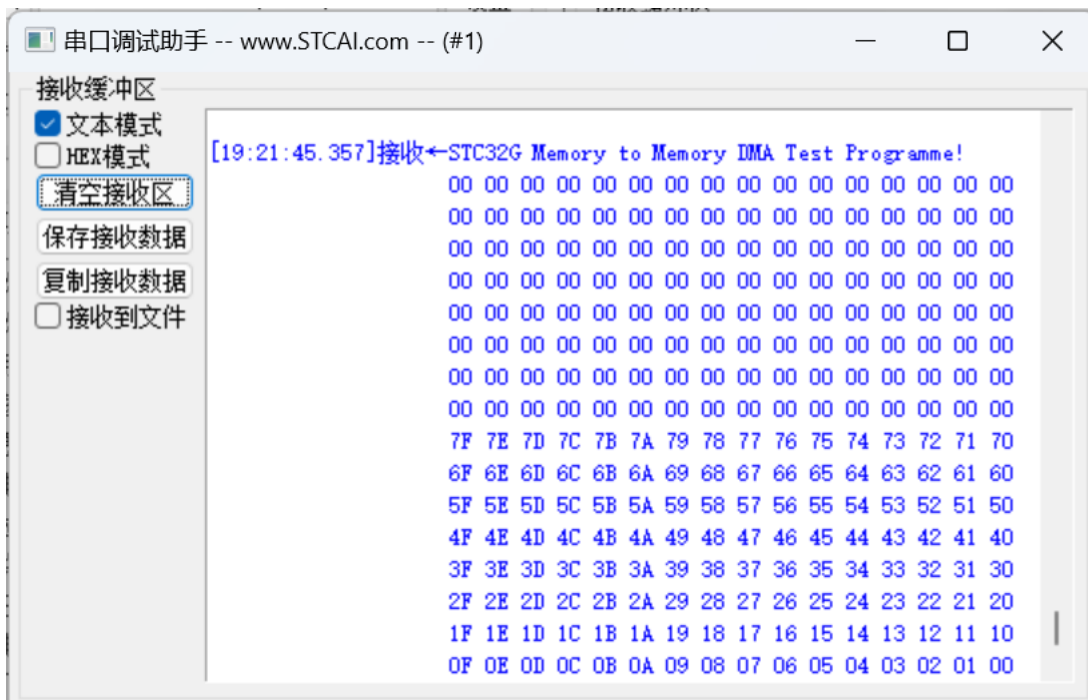 串口调试助手 -- www.STCAI.com -- (#1)
接收缓冲区
文本模式
HEX模式
清空接收区
保存接收数据
复制接收数据
接收到文件
[19:21:45.357]接收←STC32G Memory to Memory DMA Test Programme!
00 00 00 00 00 00 00 00 00 00 00 00 00 00 00 00
00 00 00 00 00 00 00 00 00 00 00 00 00 00 00 00
00 00 00 00 00 00 00 00 00 00 00 00 00 00 00 00
00 00 00 00 00 00 00 00 00 00 00 00 00 00 00 00
00 00 00 00 00 00 00 00 00 00 00 00 00 00 00 00
00 00 00 00 00 00 00 00 00 00 00 00 00 00 00 00
00 00 00 00 00 00 00 00 00 00 00 00 00 00 00 00
00 00 00 00 00 00 00 00 00 00 00 00 00 00 00 00
7F 7E 7D 7C 7B 7A 79 78 77 76 75 74 73 72 71 70
6F 6E 6D 6C 6B 6A 69 68 67 66 65 64 63 62 61 60
5F 5E 5D 5C 5B 5A 59 58 57 56 55 54 53 52 51 50
4F 4E 4D 4C 4B 4A 49 48 47 46 45 44 43 42 41 40
3F 3E 3D 3C 3B 3A 39 38 37 36 35 34 33 32 31 30
2F 2E 2D 2C 2B 2A 29 28 27 26 25 24 23 22 21 20
1F 1E 1D 1C 1B 1A 19 18 17 16 15 14 13 12 11 10
0F 0E 0D 0C 0B 0A 09 08 07 06 05 04 03 02 01 00